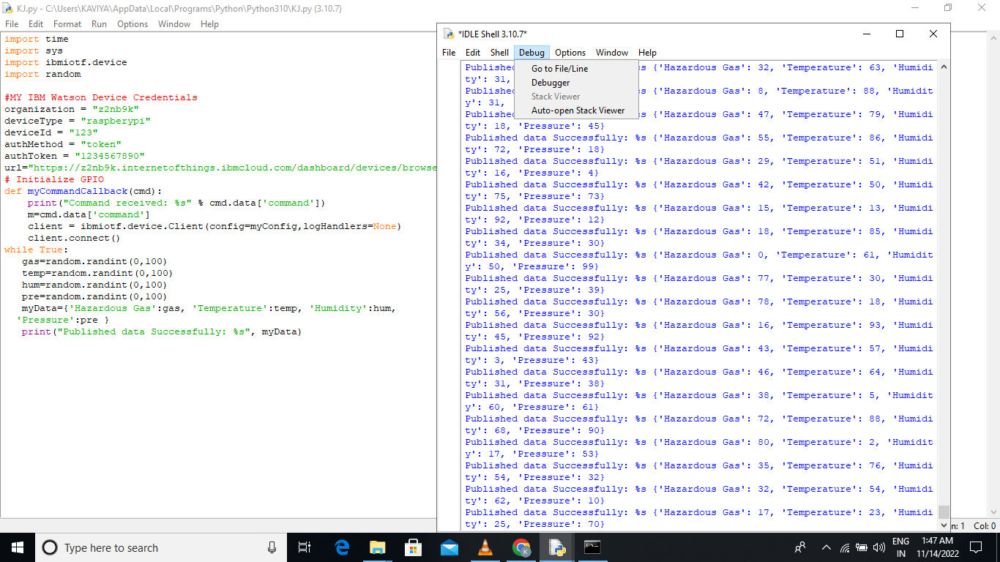 KJ.py - C:\Users\KAVIYA\AppData\Local\Programs\Python\Python310\KJ.py (3.10.7)
File Edit Format Run Options Window Help
import time
import sys
import ibmiotf.device
import random
#MY IBM Watson Device Credentials
organization = "z2nb9k"
deviceType = "raspberypi"
deviceId = "123"
authMethod = "token"
authToken = "1234567890"
url="https://z2nb9k.internetofthings.ibmcloud.com/dashboard/devices/browse
# Initialize GPIO
def myCommandCallback(cmd):
    print("Command received: %s" % cmd.data['command'])
    m=cmd.data['command']
    client = ibmiotf.device.Client(config=myConfig,logHandlers=None)
    client.connect()
while True:
   gas=random.randint(0,100)
   temp=random.randint(0,100)
   hum=random.randint(0,100)
   pre=random.randint(0,100)
   myData={'Hazardous Gas':gas, 'Temperature':temp, 'Humidity':hum,
  'Pressure':pre }
   print("Published data Successfully: %s", myData)
*IDLE Shell 3.10.7*
File Edit Shell Debug Options Window Help
Go to File/Line
Debugger
Stack Viewer
Auto-open Stack Viewer
Published s {'Hazardous Gas': 32, 'Temperature': 63, 'Humidi
ty': 31,
Published s {'Hazardous Gas': 8, 'Temperature': 88, 'Humidit
y': 31,
Published s {'Hazardous Gas': 47, 'Temperature': 79, 'Humidi
ty': 18, 'Pressure': 45}
Published data Successfully: %s {'Hazardous Gas': 55, 'Temperature': 86, 'Humidi
ty': 72, 'Pressure': 18}
Published data Successfully: %s {'Hazardous Gas': 29, 'Temperature': 51, 'Humidi
ty': 16, 'Pressure': 4}
Published data Successfully: %s {'Hazardous Gas': 42, 'Temperature': 50, 'Humidi
ty': 75, 'Pressure': 73}
Published data Successfully: %s {'Hazardous Gas': 15, 'Temperature': 13, 'Humidi
ty': 92, 'Pressure': 12}
Published data Successfully: %s {'Hazardous Gas': 18, 'Temperature': 85, 'Humidi
ty': 34, 'Pressure': 30}
Published data Successfully: %s {'Hazardous Gas': 0, 'Temperature': 61, 'Humidit
y': 50, 'Pressure': 99}
Published data Successfully: %s {'Hazardous Gas': 77, 'Temperature': 30, 'Humidi
ty': 25, 'Pressure': 39}
Published data Successfully: %s {'Hazardous Gas': 78, 'Temperature': 18, 'Humidi
ty': 56, 'Pressure': 30}
Published data Successfully: %s {'Hazardous Gas': 16, 'Temperature': 93, 'Humidi
ty': 45, 'Pressure': 92}
Published data Successfully: %s {'Hazardous Gas': 43, 'Temperature': 57, 'Humidi
ty': 3, 'Pressure': 43}
Published data Successfully: %s {'Hazardous Gas': 46, 'Temperature': 64, 'Humidi
ty': 31, 'Pressure': 38}
Published data Successfully: %s {'Hazardous Gas': 38, 'Temperature': 5, 'Humidit
y': 60, 'Pressure': 61}
Published data Successfully: %s {'Hazardous Gas': 72, 'Temperature': 88, 'Humidi
ty': 68, 'Pressure': 90}
Published data Successfully: %s {'Hazardous Gas': 80, 'Temperature': 2, 'Humidit
y': 17, 'Pressure': 53}
Published data Successfully: %s {'Hazardous Gas': 35, 'Temperature': 76, 'Humidi
ty': 54, 'Pressure': 32}
Published data Successfully: %s {'Hazardous Gas': 32, 'Temperature': 54, 'Humidi
ty': 62, 'Pressure': 10}
Published data Successfully: %s {'Hazardous Gas': 17, 'Temperature': 23, 'Humidi
ty': 25, 'Pressure': 70}
n: 1 Col: 0
Type here to search
K
ENG
IN
1:47 AM
11/14/2022